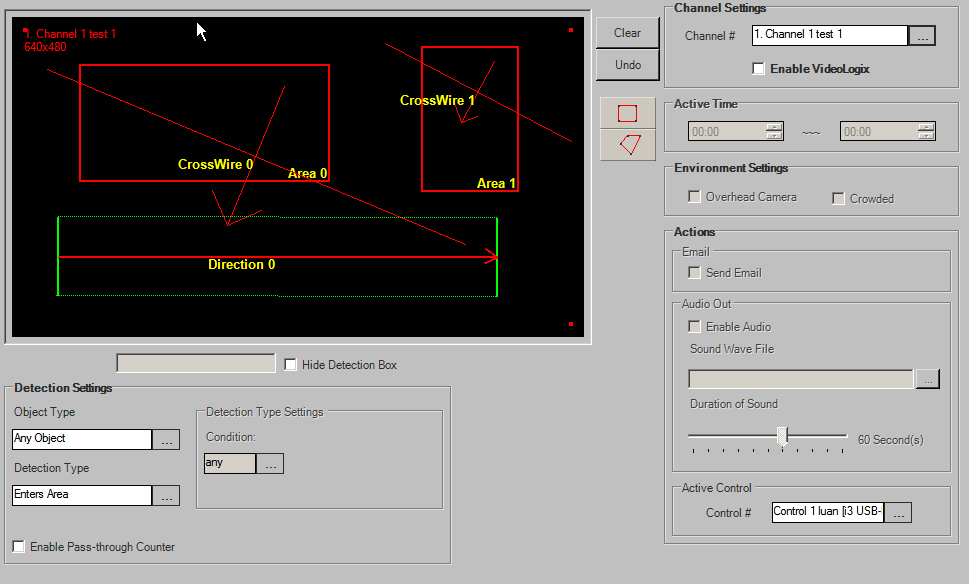 1. Channel 1 test 1
640x480
CrossWire 1
CrossWire 0
Area 0
Area 1
Direction 0
Clear
Undo
Hide Detection Box
Detection Settings
Object Type
Any Object
...
Detection Type
Enters Area
...
Detection Type Settings
Condition:
any
...
Enable Pass-through Counter
Channel Settings
Channel #
1. Channel 1 test 1
...
Enable VideoLogix
Active Time
00:00
~~~
00:00
Environment Settings
Overhead Camera
Crowded
Actions
Email
Send Email
Audio Out
Enable Audio
Sound Wave File
...
Duration of Sound
60 Second(s)
Active Control
Control #
Control 1 luan [i3 USB-
...